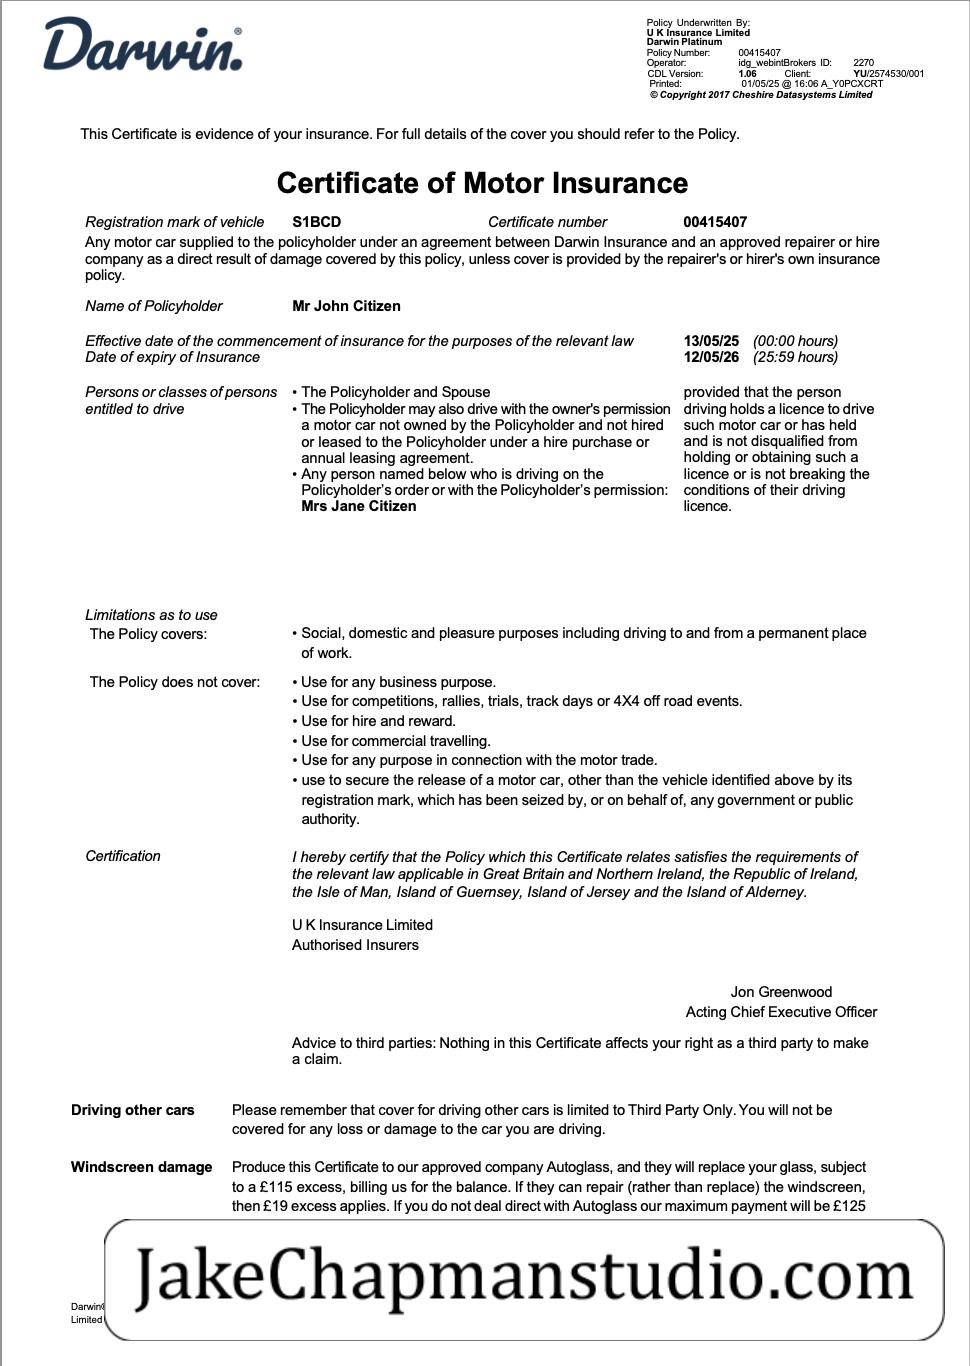 Darwin.®
Policy Underwritten By:
U K Insurance Limited
Darwin Platinum
Policy Number: 00415407
Operator: idg_webintBrokers ID: 2270
CDL Version: 1.06 Client: YU/2574530/001
Printed: 01/05/25 @ 16:06 A_Y0PCXCRT
© Copyright 2017 Cheshire Datasystems Limited
This Certificate is evidence of your insurance. For full details of the cover you should refer to the Policy.
Certificate of Motor Insurance
Registration mark of vehicle S1BCD Certificate number 00415407
Any motor car supplied to the policyholder under an agreement between Darwin Insurance and an approved repairer or hire
company as a direct result of damage covered by this policy, unless cover is provided by the repairer's or hirer's own insurance
policy.
Name of Policyholder Mr John Citizen
Effective date of the commencement of insurance for the purposes of the relevant law 13/05/25 (00:00 hours)
Date of expiry of Insurance 12/05/26 (25:59 hours)
Persons or classes of persons
entitled to drive
• The Policyholder and Spouse
• The Policyholder may also drive with the owner's permission
a motor car not owned by the Policyholder and not hired
or leased to the Policyholder under a hire purchase or
annual leasing agreement.
• Any person named below who is driving on the
Policyholder's order or with the Policyholder's permission:
Mrs Jane Citizen
provided that the person
driving holds a licence to drive
such motor car or has held
and is not disqualified from
holding or obtaining such a
licence or is not breaking the
conditions of their driving
licence.
Limitations as to use
The Policy covers:
• Social, domestic and pleasure purposes including driving to and from a permanent place
of work.
The Policy does not cover:
• Use for any business purpose.
• Use for competitions, rallies, trials, track days or 4X4 off road events.
• Use for hire and reward.
• Use for commercial travelling.
• Use for any purpose in connection with the motor trade.
• use to secure the release of a motor car, other than the vehicle identified above by its
registration mark, which has been seized by, or on behalf of, any government or public
authority.
Certification
I hereby certify that the Policy which this Certificate relates satisfies the requirements of
the relevant law applicable in Great Britain and Northern Ireland, the Republic of Ireland,
the Isle of Man, Island of Guernsey, Island of Jersey and the Island of Alderney.
U K Insurance Limited
Authorised Insurers
Jon Greenwood
Acting Chief Executive Officer
Advice to third parties: Nothing in this Certificate affects your right as a third party to make
a claim.
Driving other cars
Please remember that cover for driving other cars is limited to Third Party Only. You will not be
covered for any loss or damage to the car you are driving.
Windscreen damage
Produce this Certificate to our approved company Autoglass, and they will replace your glass, subject
to a £115 excess, billing us for the balance. If they can repair (rather than replace) the windscreen,
then £19 excess applies. If you do not deal direct with Autoglass our maximum payment will be £125
JakeChapmanstudio.com
Darwin©
Limited